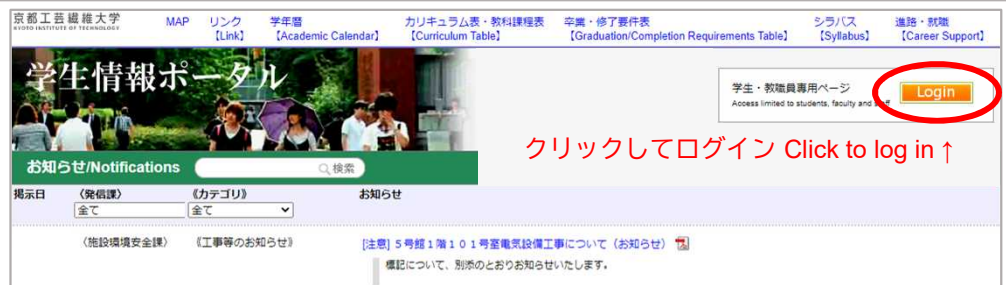 京都工芸繊維大学 MAP リンク 学年暦 カリキュラム表・教科課程表 卒業・修了要件表 シラバス 進路・就職
KYOTO INSTITUTE OF TECHNOLOGY 【Link】 【Academic Calendar】 【Curriculum Table】 【Graduation/Completion Requirements Table】 【Syllabus】 【Career Support】
学生情報ポータル
学生・教職員専用ページ
Access limited to students, faculty and staff
Login
クリックしてログイン Click to log in ↑
お知らせ/Notifications 検索
掲示日 〈発信課〉 《カテゴリ》 お知らせ
全て 全て
〈施設環境安全課〉 《工事等のお知らせ》 [注意] 5号館1階101号室電気設備工事について（お知らせ）
標記について、別添のとおりお知らせいたします。